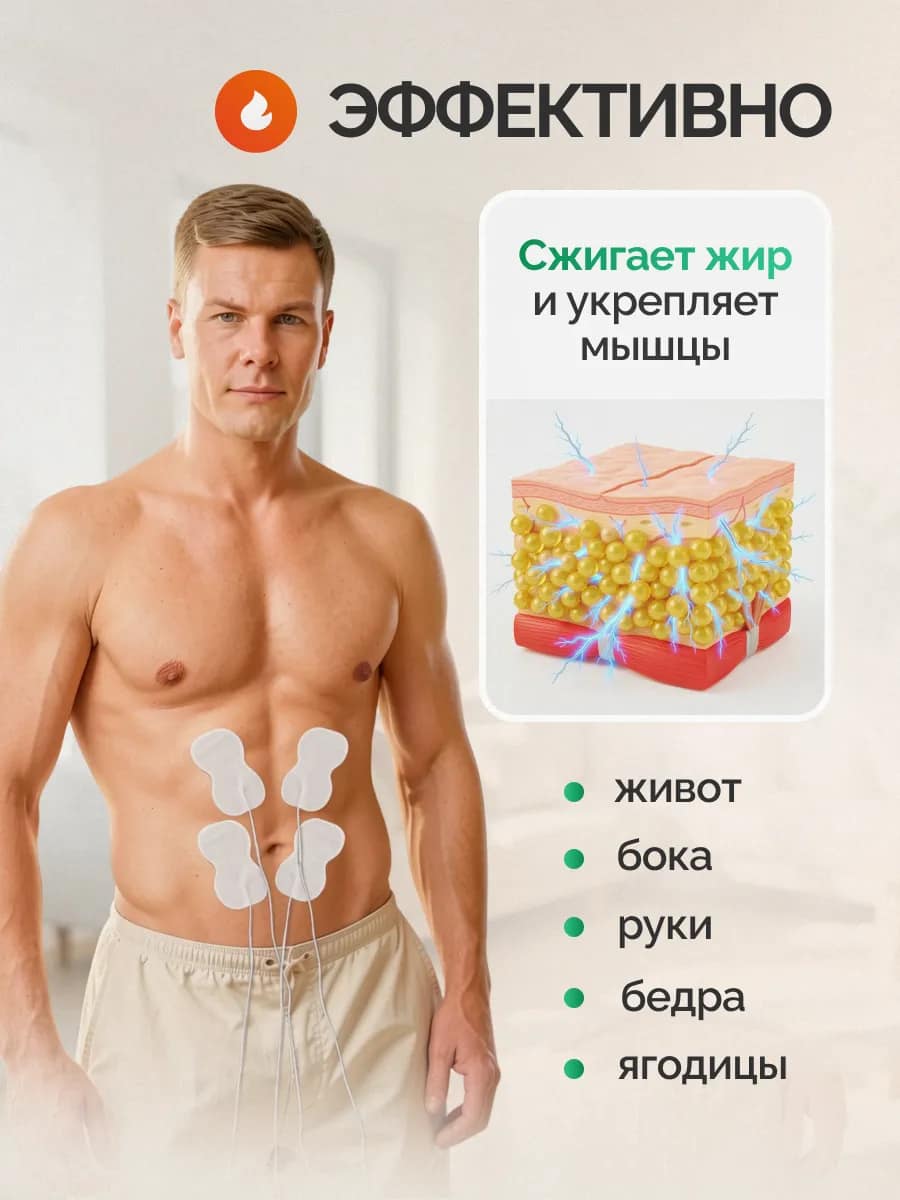 ЭФФЕКТИВНО
Сжигает жир
и укрепляет
мышцы
живот
бока
руки
бедра
ягодицы